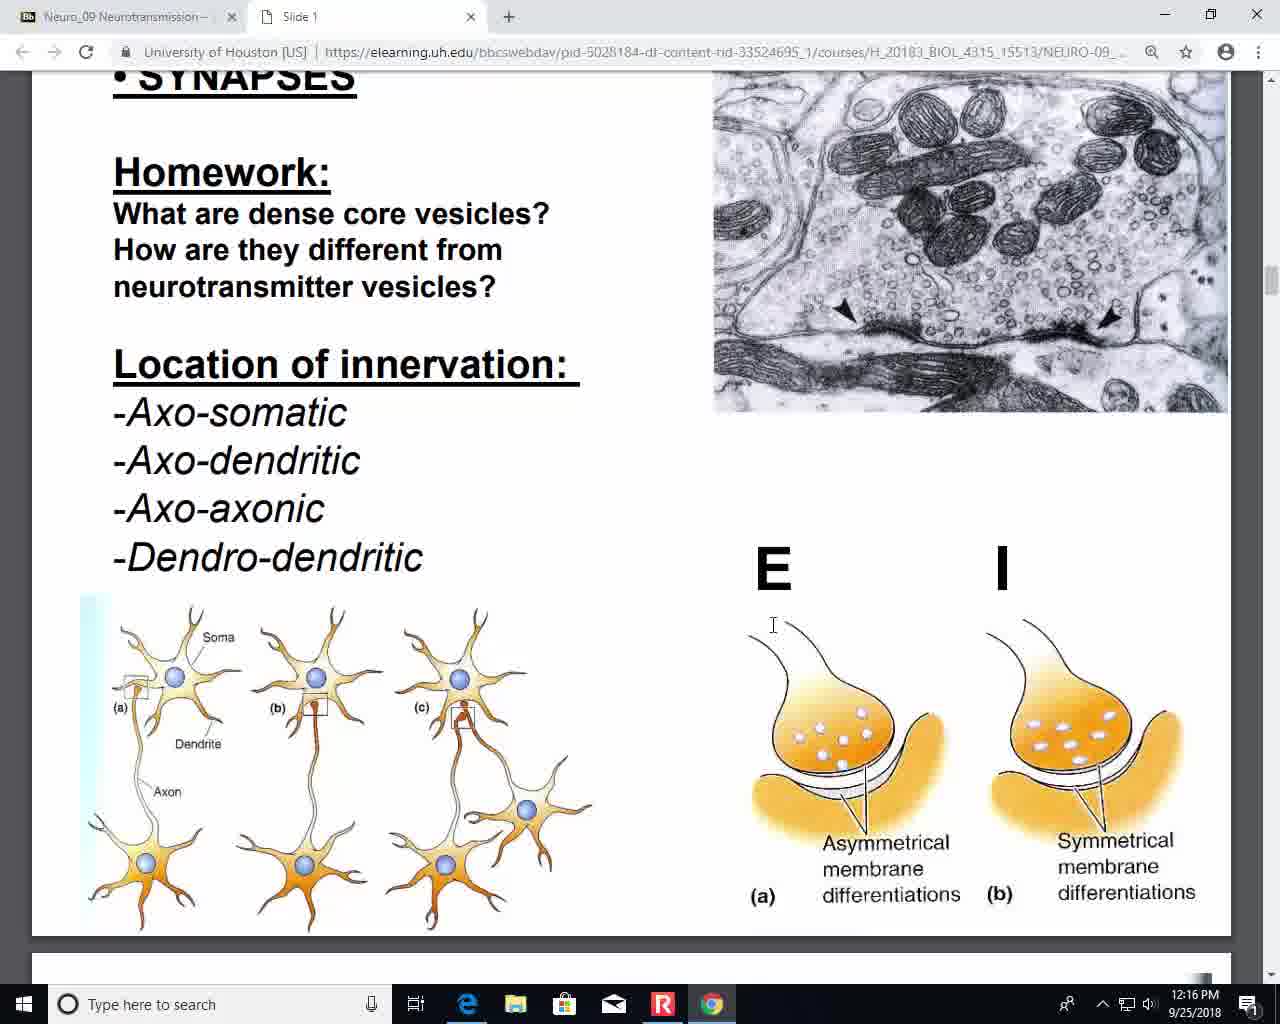 Bb Neuro_09 Neurotransmission –
Slide 1
University of Houston [US]
https://elearning.uh.edu/bbcswebdav/pid-5028184-dt-content-rid-33524695_1/courses/H_20183_BIOL_4315_15513/NEURO-09_...
• SYNAPSES
Homework:
What are dense core vesicles?
How are they different from
neurotransmitter vesicles?
Location of innervation:
-Axo-somatic
-Axo-dendritic
-Axo-axonic
-Dendro-dendritic
E
I
Soma
(a)
(b)
(c)
Dendrite
Axon
Asymmetrical
membrane
differentiations
(a)
Symmetrical
membrane
differentiations
(b)
Type here to search
R
12:16 PM
9/25/2018
1